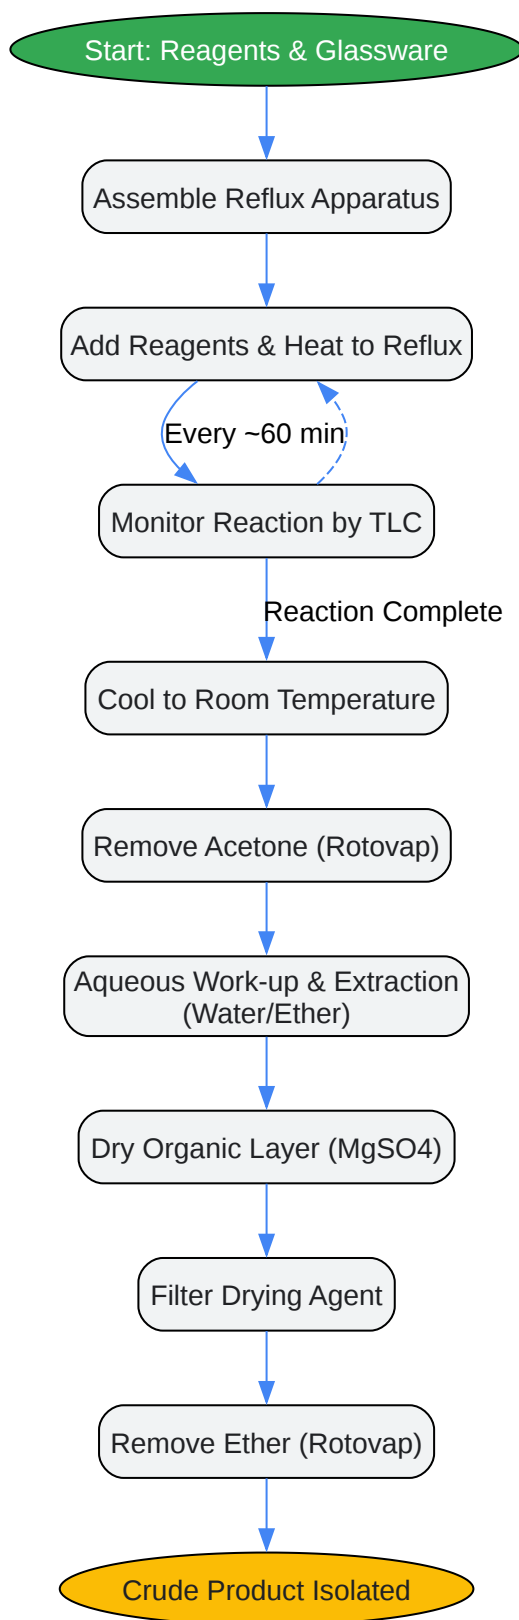 Start: Reagents & Glassware
Assemble Reflux Apparatus
Add Reagents & Heat to Reflux
Every ~60 min
Monitor Reaction by TLC
Reaction Complete
Cool to Room Temperature
Remove Acetone (Rotovap)
Aqueous Work-up & Extraction
(Water/Ether)
Dry Organic Layer (MgSO4)
Filter Drying Agent
Remove Ether (Rotovap)
Crude Product Isolated